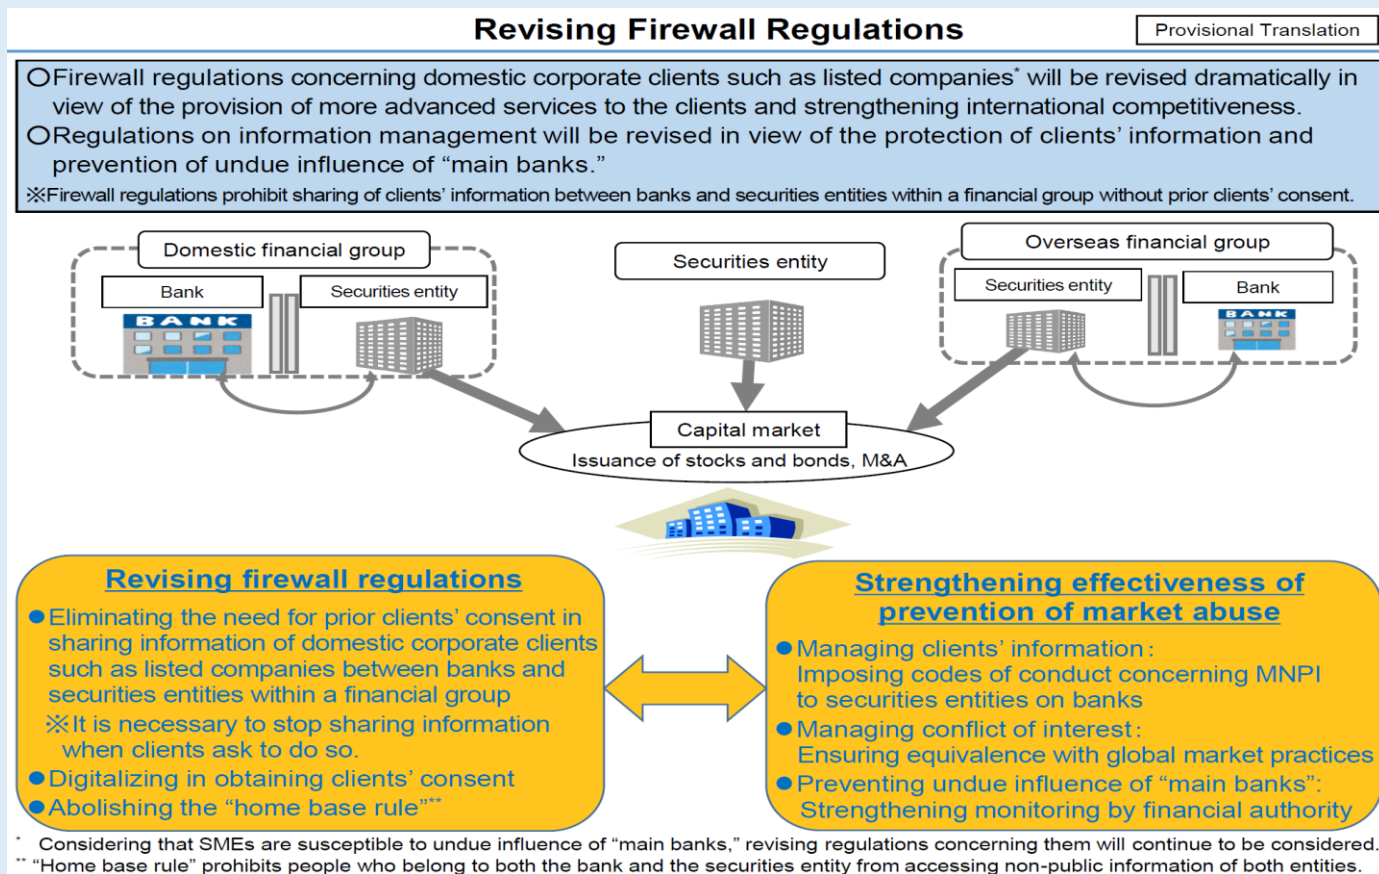 Revising Firewall Regulations
Provisional Translation
○Firewall regulations concerning domestic corporate clients such as listed companies* will be revised dramatically in
view of the provision of more advanced services to the clients and strengthening international competitiveness.
○Regulations on information management will be revised in view of the protection of clients’ information and
prevention of undue influence of “main banks.”
※Firewall regulations prohibit sharing of clients’ information between banks and securities entities within a financial group without prior clients’ consent.
Domestic financial group
Bank
Securities entity
BANK
Securities entity
Overseas financial group
Securities entity
Bank
BANK
Capital market
Issuance of stocks and bonds, M&A
Revising firewall regulations
●Eliminating the need for prior clients’ consent in
sharing information of domestic corporate clients
such as listed companies between banks and
securities entities within a financial group
※It is necessary to stop sharing information
when clients ask to do so.
●Digitalizing in obtaining clients’ consent
●Abolishing the “home base rule”**
Strengthening effectiveness of
prevention of market abuse
●Managing clients’ information:
Imposing codes of conduct concerning MNPI
to securities entities on banks
●Managing conflict of interest:
Ensuring equivalence with global market practices
●Preventing undue influence of “main banks”:
Strengthening monitoring by financial authority
* Considering that SMEs are susceptible to undue influence of “main banks,” revising regulations concerning them will continue to be considered.
** “Home base rule” prohibits people who belong to both the bank and the securities entity from accessing non-public information of both entities.